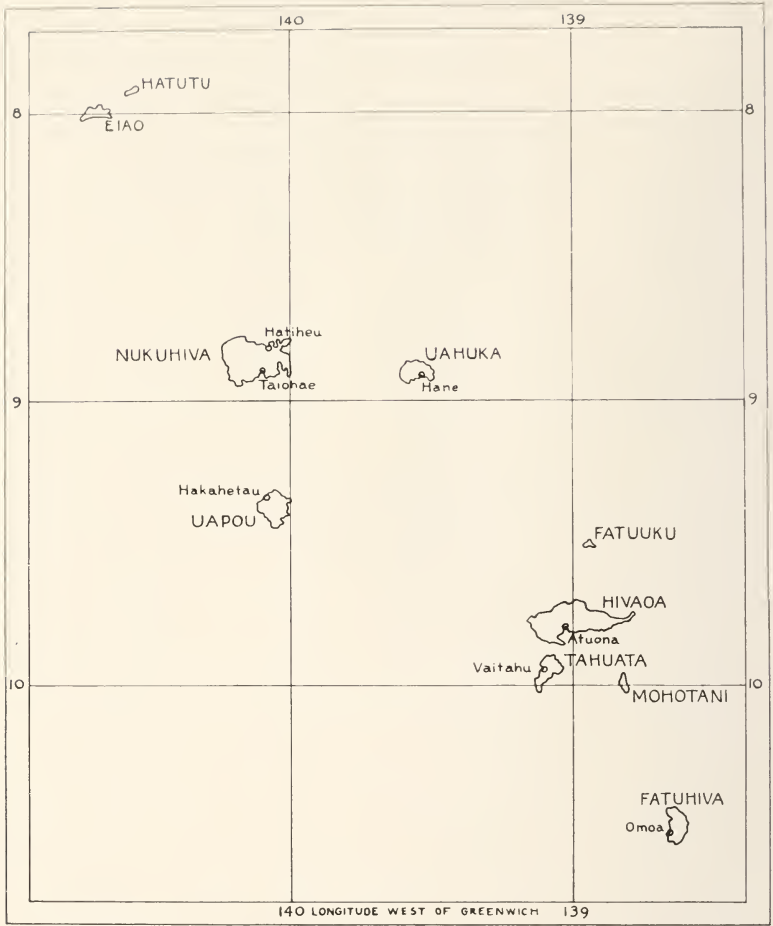 140 139
HATUTU
8 8
EIAO
Hatiheu
NUKUHIVA UAHUKA
Taiohae Hane
9 9
Hakahetau
UAPOU
FATUUKU
HIVAOA
Atuona
Vaitahu TAHUATA
10 10
MOHOTANI
FATUHIVA
Omoa
140 LONGITUDE WEST OF GREENWICH 139